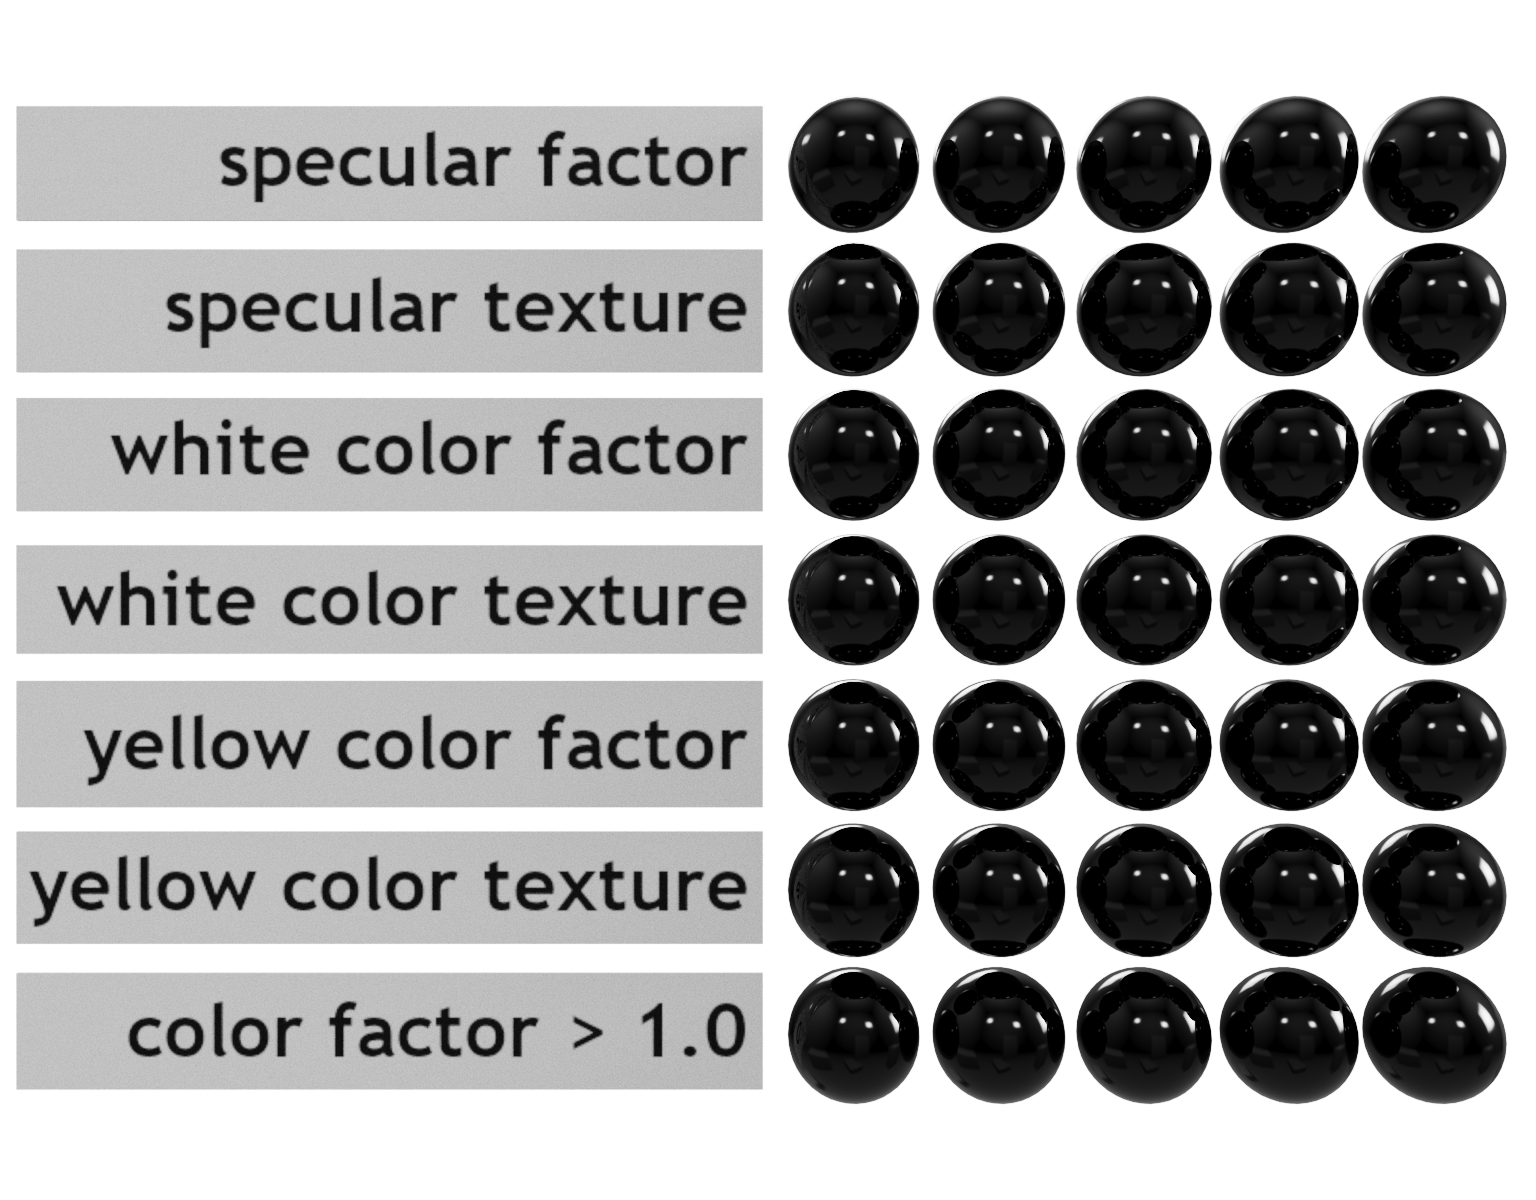 specular factor
specular texture
white color factor
white color texture
yellow color factor
yellow color texture
color factor > 1.0